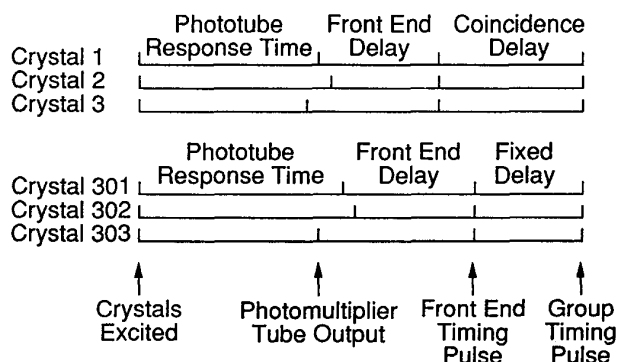 Phototube Front End Coincidence
Response Time Delay Delay
Crystal 1
Crystal 2
Crystal 3
Phototube Front End Fixed
Response Time Delay Delay
Crystal 301
Crystal 302
Crystal 303
Crystals Photomultiplier Front End Group
Excited Tube Output Timing Timing
Pulse Pulse